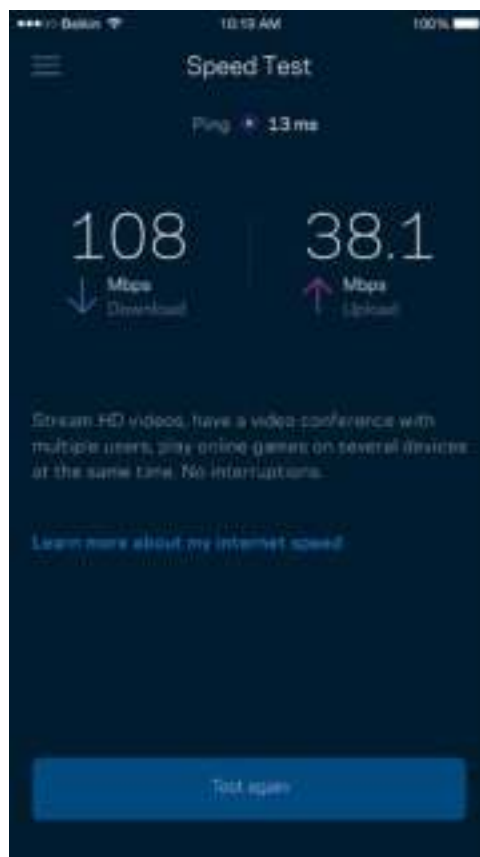 Belkin 10:19 AM 100%
Speed Test
Ping 13 ms
108 38.1
Mbps Mbps
Download Upload
Stream HD videos, have a video conference with
multiple users, play online games on several devices
at the same time. No interruptions.
Learn more about my internet speed
Test again